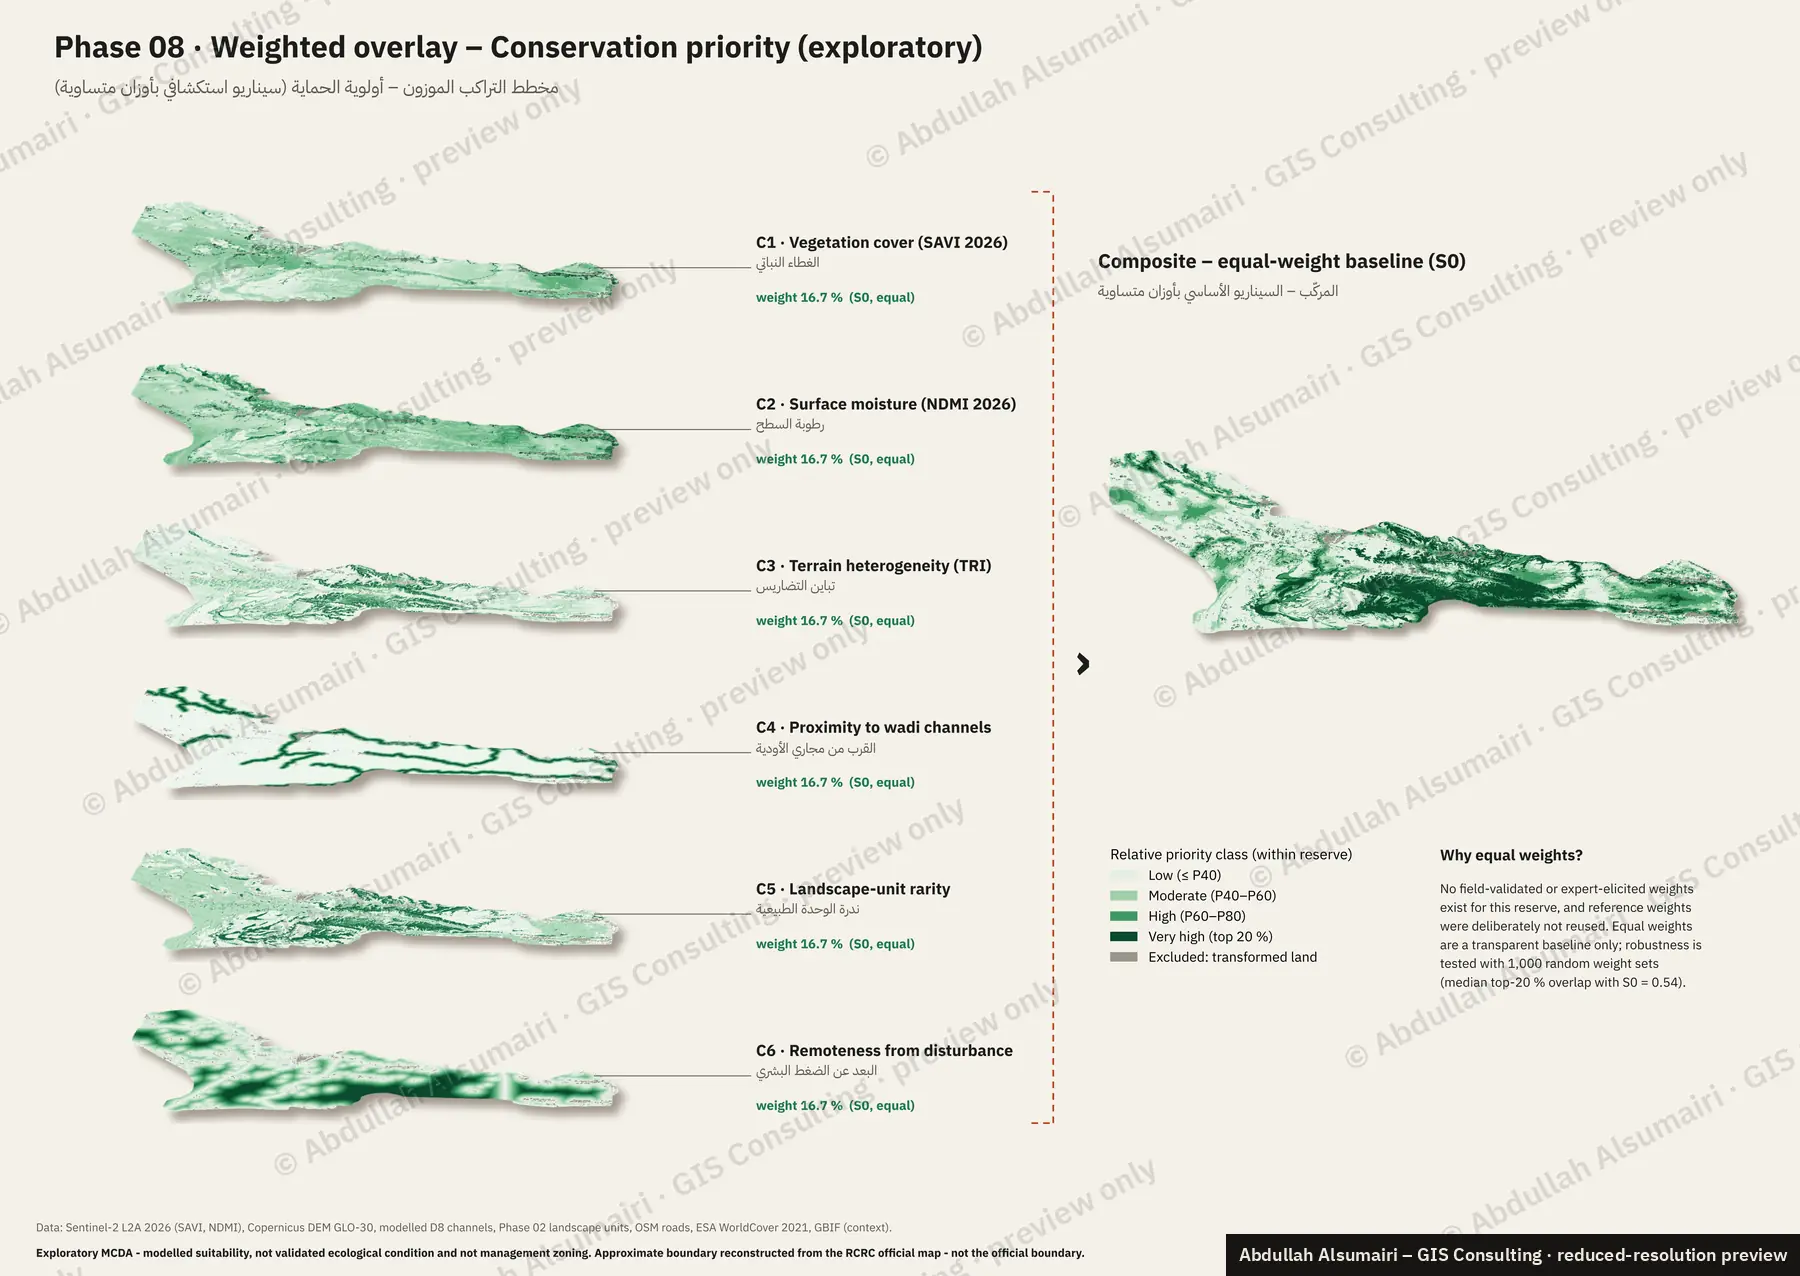 Phase 08 · Weighted overlay – Conservation priority (exploratory)
مخطط التراكب الموزون – أولوية الحماية (سيناريو استكشافي بأوزان متساوية)
C1 · Vegetation cover (SAVI 2026)
الغطاء النباتي
weight 16.7 % (S0, equal)
C2 · Surface moisture (NDMI 2026)
رطوبة السطح
weight 16.7 % (S0, equal)
C3 · Terrain heterogeneity (TRI)
تباين التضاريس
weight 16.7 % (S0, equal)
C4 · Proximity to wadi channels
القرب من مجاري الأودية
weight 16.7 % (S0, equal)
C5 · Landscape-unit rarity
ندرة الوحدة الطبيعية
weight 16.7 % (S0, equal)
C6 · Remoteness from disturbance
البعد عن الضغط البشري
weight 16.7 % (S0, equal)
Composite – equal-weight baseline (S0)
المركّب – السيناريو الأساسي بأوزان متساوية
Relative priority class (within reserve)
Low (≤ P40)
Moderate (P40–P60)
High (P60–P80)
Very high (top 20 %)
Excluded: transformed land
Why equal weights?
No field-validated or expert-elicited weights
exist for this reserve, and reference weights
were deliberately not reused. Equal weights
are a transparent baseline only; robustness is
tested with 1,000 random weight sets
(median top-20 % overlap with S0 = 0.54).
Data: Sentinel-2 L2A 2026 (SAVI, NDMI), Copernicus DEM GLO-30, modelled D8 channels, Phase 02 landscape units, OSM roads, ESA WorldCover 2021, GBIF (context).
Exploratory MCDA - modelled suitability, not validated ecological condition and not management zoning. Approximate boundary reconstructed from the RCRC official map - not the official boundary.
Abdullah Alsumairi – GIS Consulting · reduced-resolution preview
© Abdullah Alsumairi · GIS Consulting · preview only